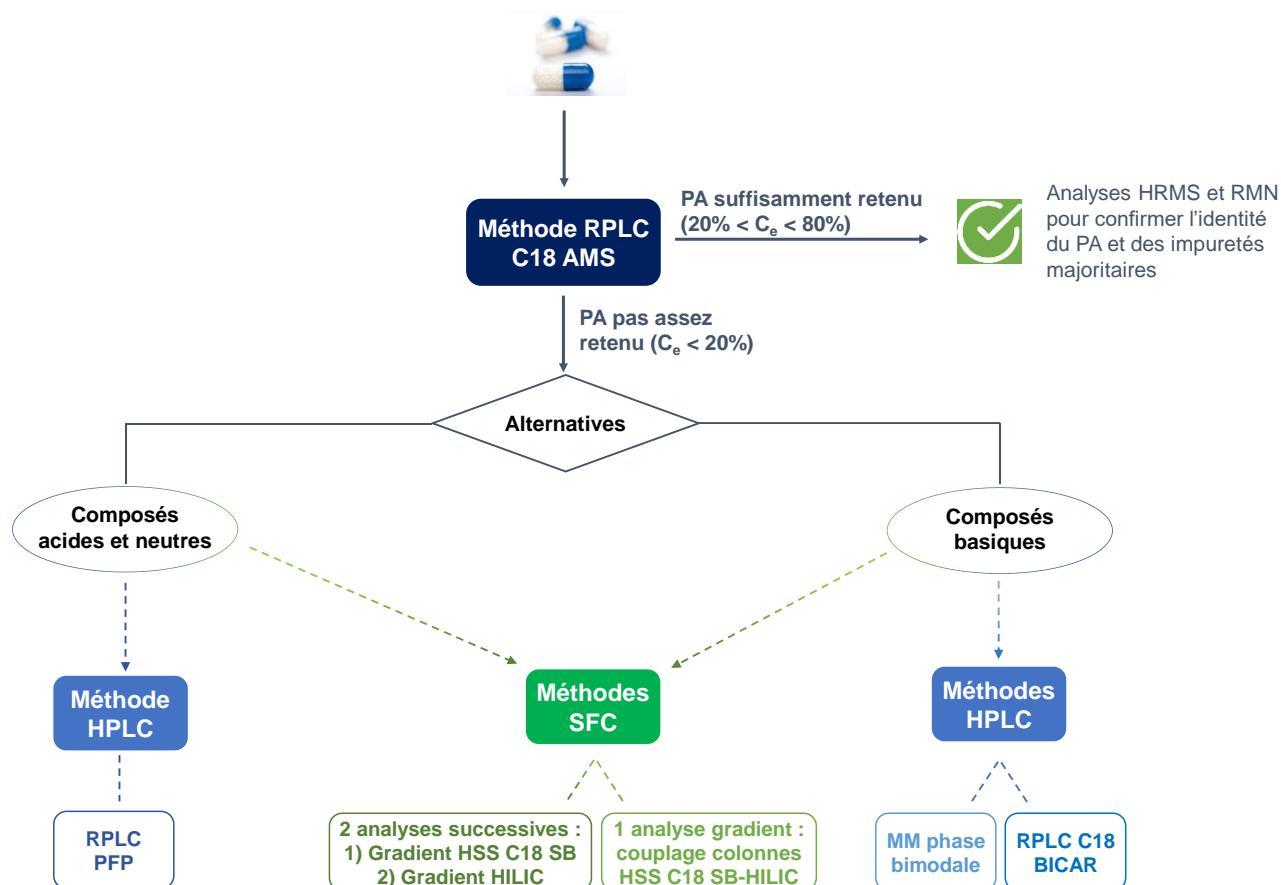 Méthode RPLC
C18 AMS
PA suffisamment retenu
(20% < Cₑ < 80%)
Analyses HRMS et RMN
pour confirmer l’identité
du PA et des impuretés
majoritaires
PA pas assez
retenu (Cₑ < 20%)
Alternatives
Composés
acides et neutres
Composés
basiques
Méthode
HPLC
Méthodes
SFC
Méthodes
HPLC
RPLC
PFP
2 analyses successives :
1) Gradient HSS C18 SB
2) Gradient HILIC
1 analyse gradient :
couplage colonnes
HSS C18 SB-HILIC
MM phase
bimodale
RPLC C18
BICAR